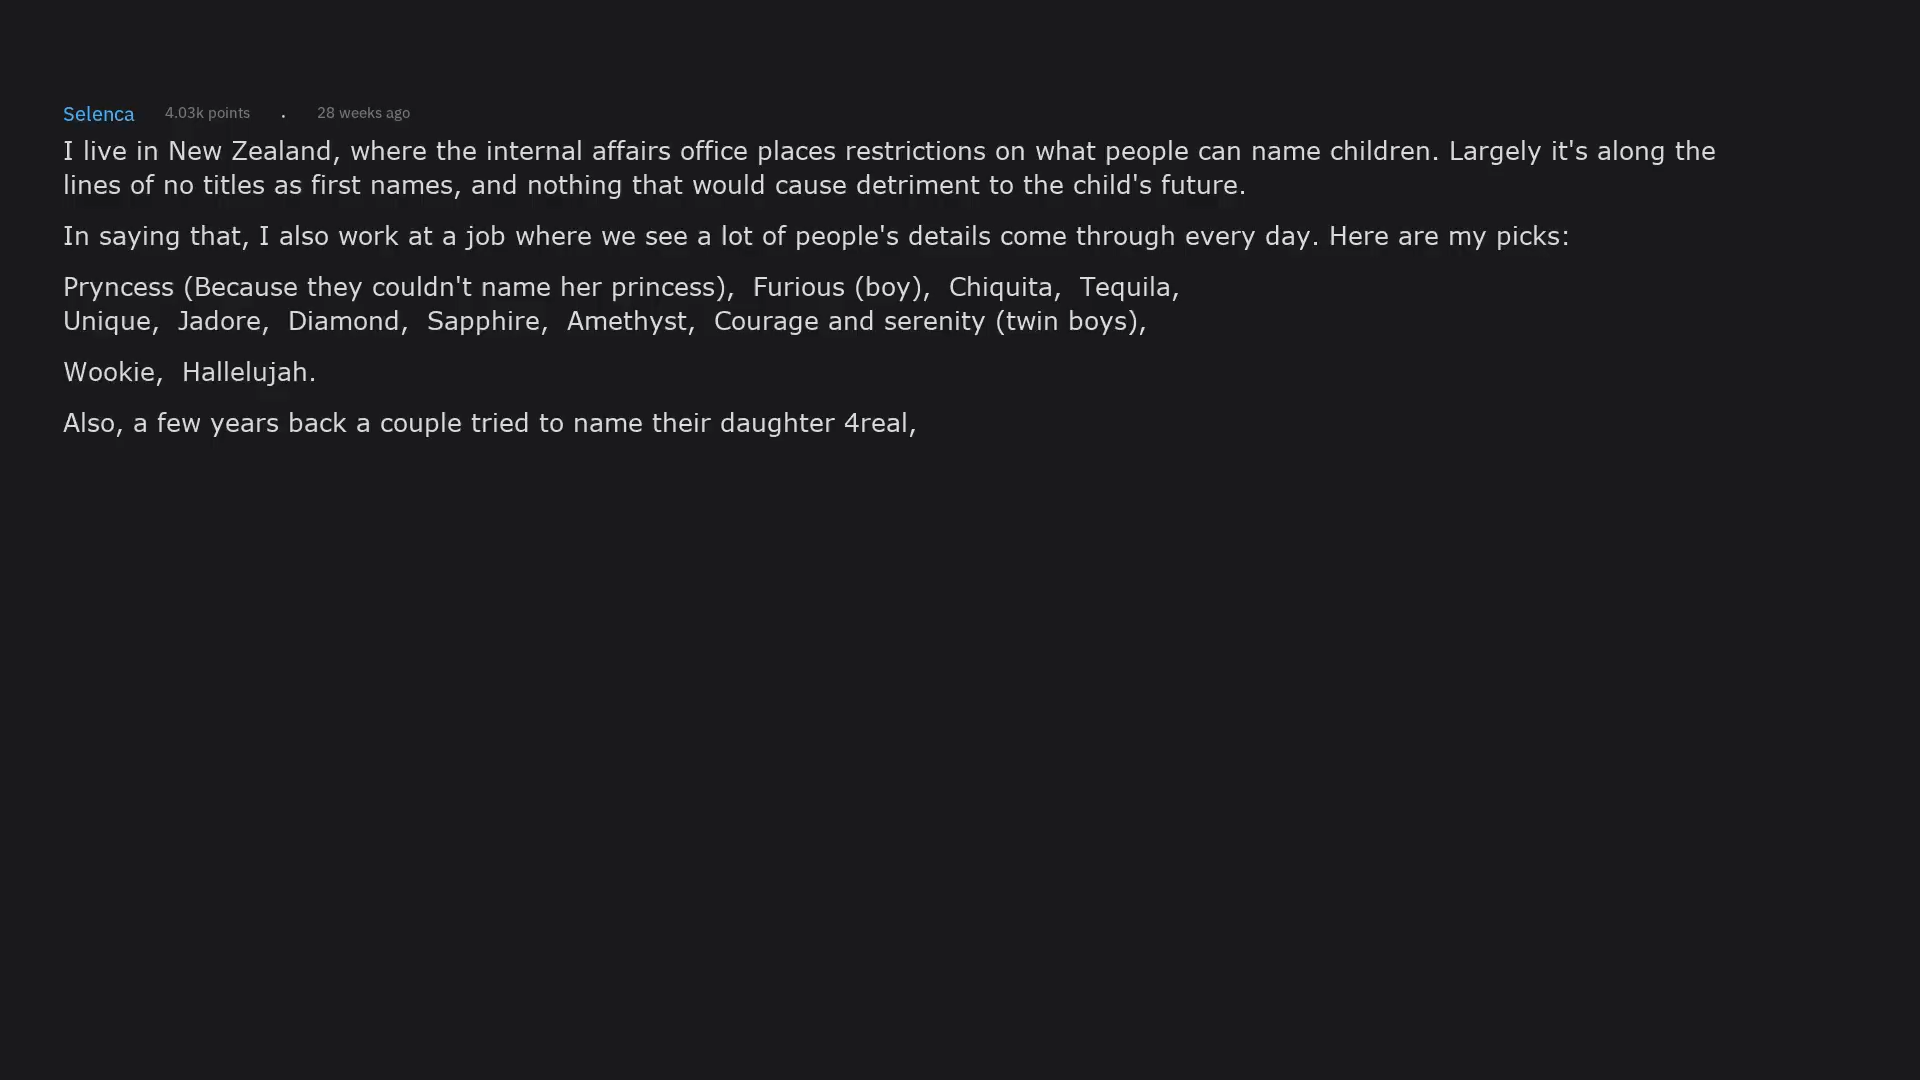 Selenca 4.03k points . 28 weeks ago
I live in New Zealand, where the internal affairs office places restrictions on what people can name children. Largely it's along the
lines of no titles as first names, and nothing that would cause detriment to the child's future.
In saying that, I also work at a job where we see a lot of people's details come through every day. Here are my picks:
Pryncess (Because they couldn't name her princess), Furious (boy), Chiquita, Tequila,
Unique, Jadore, Diamond, Sapphire, Amethyst, Courage and serenity (twin boys),
Wookie, Hallelujah.
Also, a few years back a couple tried to name their daughter 4real,